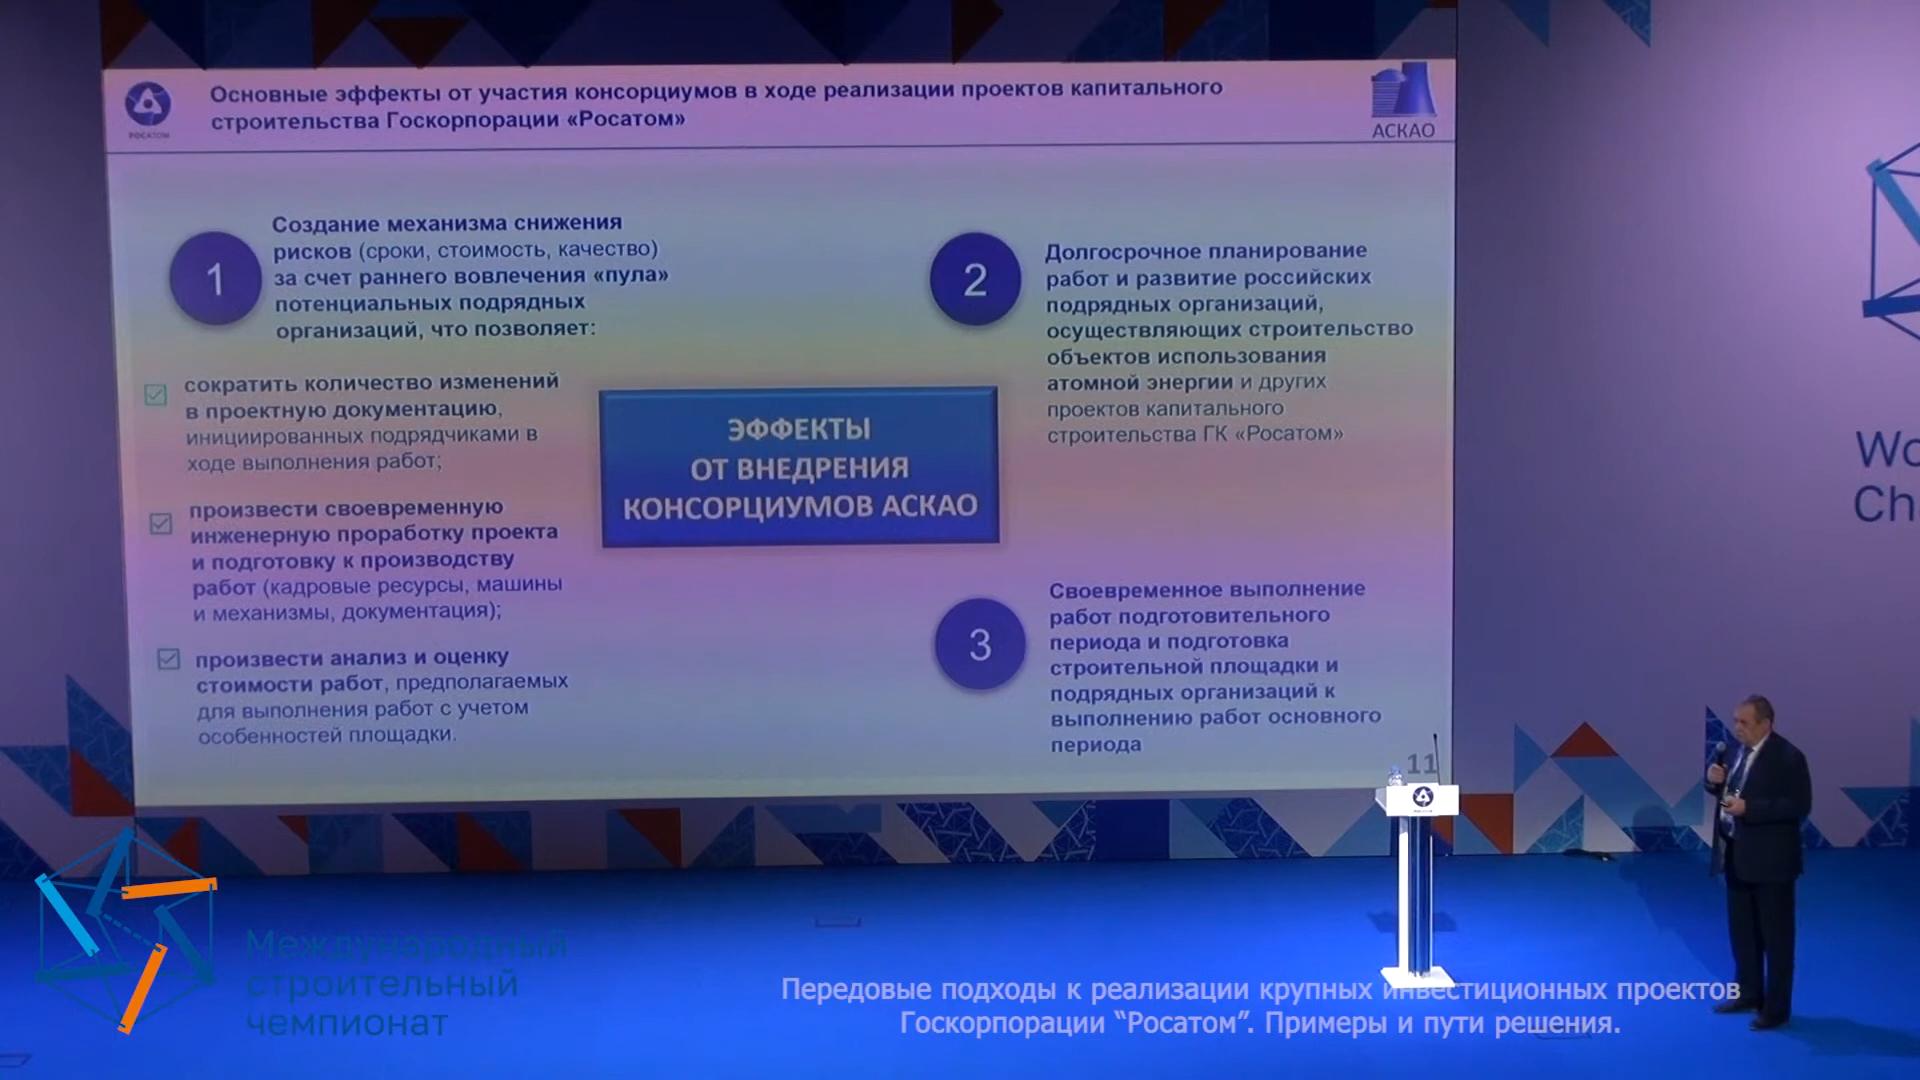 Основные эффекты от участия консорциумов в ходе реализации проектов капитального
строительства Госкорпорации «Росатом»
РОСАТОМ
АСКАО
1
Создание механизма снижения
рисков (сроки, стоимость, качество)
за счет раннего вовлечения «пула»
потенциальных подрядных
организаций, что позволяет:
сократить количество изменений
в проектную документацию,
инициированных подрядчиками в
ходе выполнения работ;
произвести своевременную
инженерную проработку проекта
и подготовку к производству
работ (кадровые ресурсы, машины
и механизмы, документация);
произвести анализ и оценку
стоимости работ, предполагаемых
для выполнения работ с учетом
особенностей площадки.
ЭФФЕКТЫ
ОТ ВНЕДРЕНИЯ
КОНСОРЦИУМОВ АСКАО
2
Долгосрочное планирование
работ и развитие российских
подрядных организаций,
осуществляющих строительство
объектов использования
атомной энергии и других
проектов капитального
строительства ГК «Росатом»
3
Своевременное выполнение
работ подготовительного
периода и подготовка
строительной площадки и
подрядных организаций к
выполнению работ основного
периода
11
Wo
Ch
Международный
строительный
чемпионат
Передовые подходы к реализации крупных инвестиционных проектов
Госкорпорации “Росатом”. Примеры и пути решения.